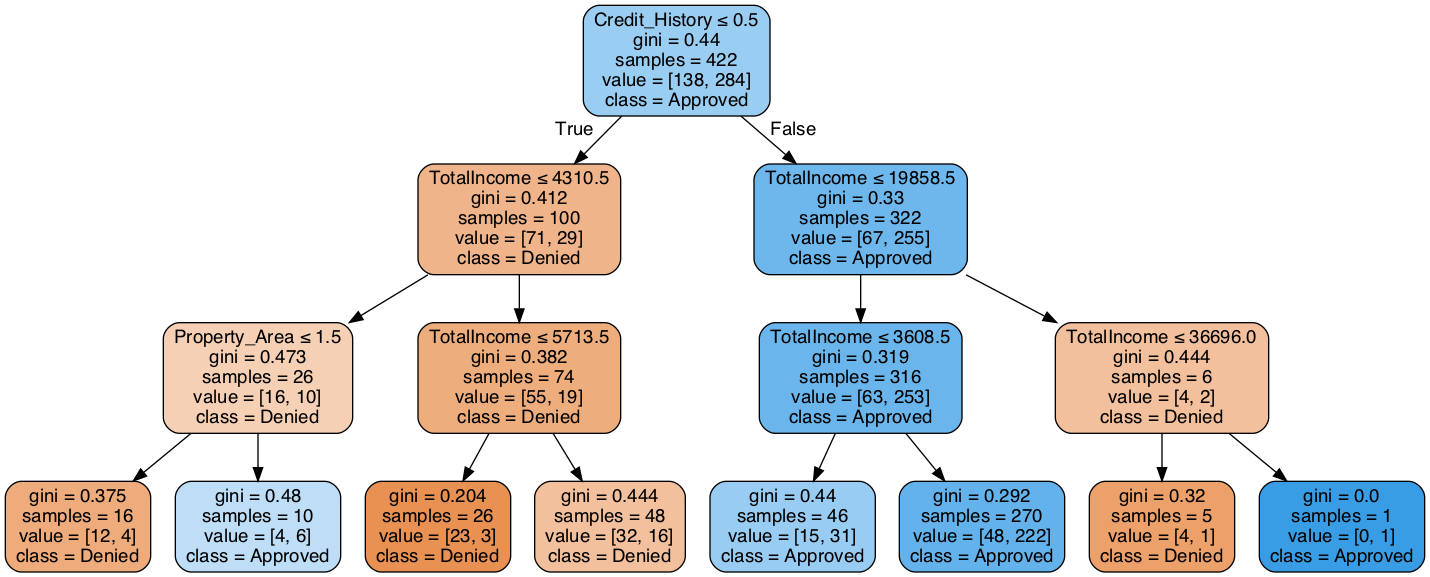 Credit_History ≤ 0.5
gini = 0.44
samples = 422
value = [138, 284]
class = Approved
True
False
TotalIncome ≤ 4310.5
gini = 0.412
samples = 100
value = [71, 29]
class = Denied
TotalIncome ≤ 19858.5
gini = 0.33
samples = 322
value = [67, 255]
class = Approved
Property_Area ≤ 1.5
gini = 0.473
samples = 26
value = [16, 10]
class = Denied
TotalIncome ≤ 5713.5
gini = 0.382
samples = 74
value = [55, 19]
class = Denied
TotalIncome ≤ 3608.5
gini = 0.319
samples = 316
value = [63, 253]
class = Approved
TotalIncome ≤ 36696.0
gini = 0.444
samples = 6
value = [4, 2]
class = Denied
gini = 0.375
samples = 16
value = [12, 4]
class = Denied
gini = 0.48
samples = 10
value = [4, 6]
class = Approved
gini = 0.204
samples = 26
value = [23, 3]
class = Denied
gini = 0.444
samples = 48
value = [32, 16]
class = Denied
gini = 0.44
samples = 46
value = [15, 31]
class = Approved
gini = 0.292
samples = 270
value = [48, 222]
class = Approved
gini = 0.32
samples = 5
value = [4, 1]
class = Denied
gini = 0.0
samples = 1
value = [0, 1]
class = Approved